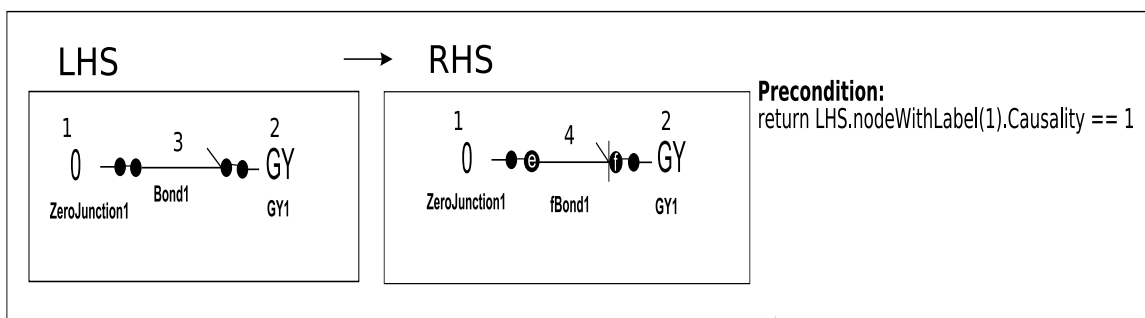 LHS
RHS
Precondition:
return LHS.nodeWithLabel(1).Causality == 1
1
3
2
0
GY
Bond1
ZeroJunction1
GY1
1
4
2
0
e
f
GY
ZeroJunction1
fBond1
GY1